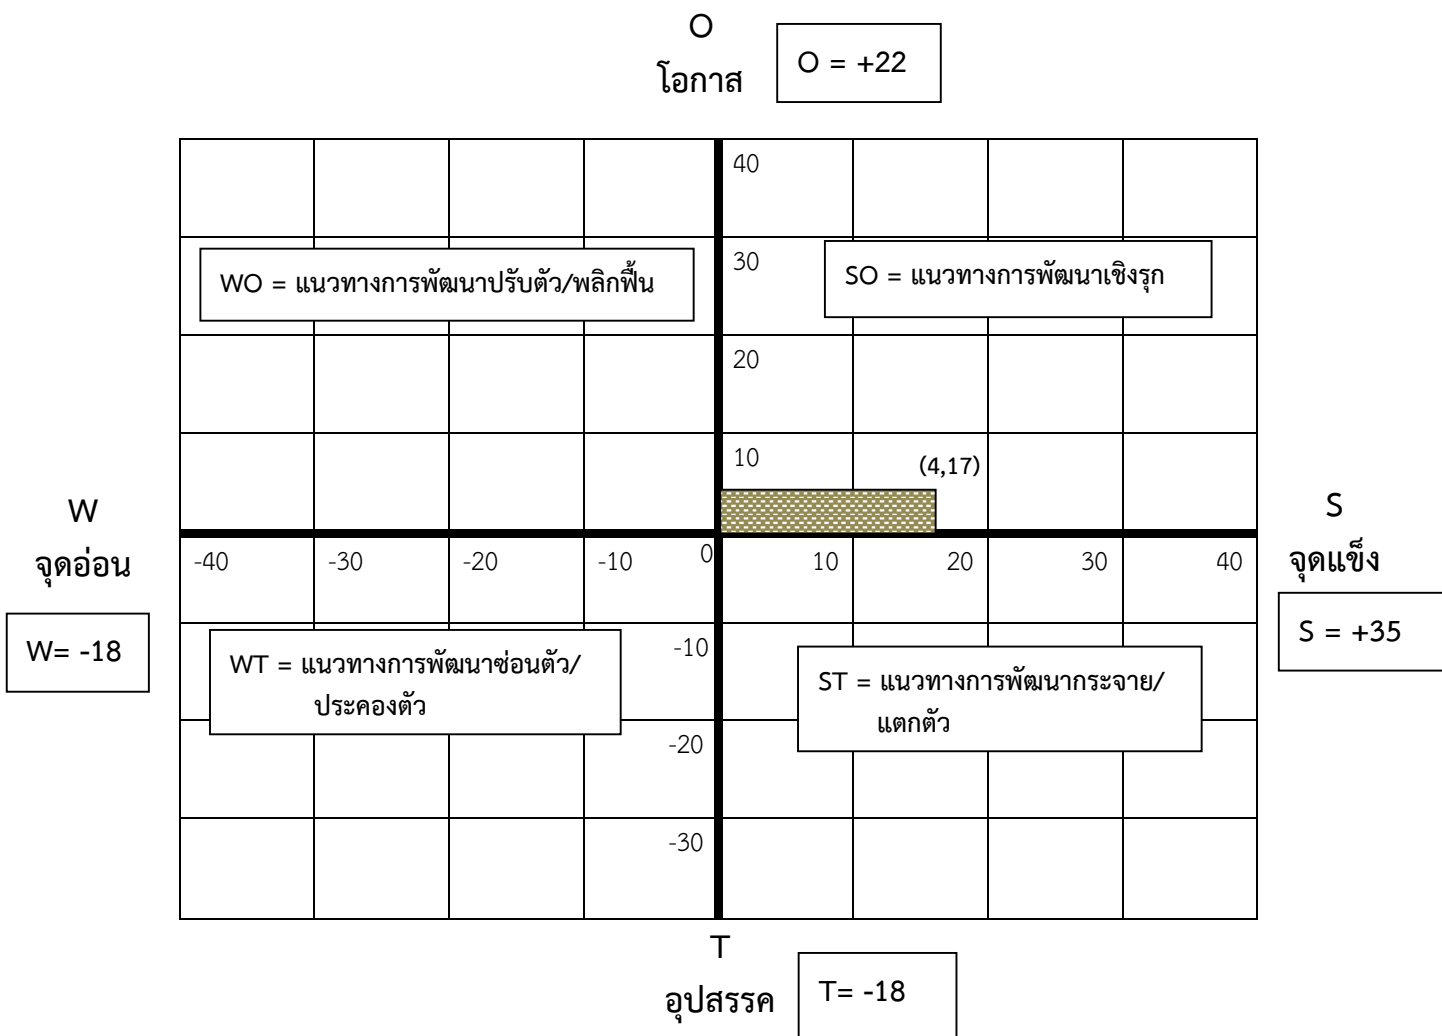 O
โอกาส
O = +22
40
30
WO = แนวทางการพัฒนาปรับตัว/พลิกฟื้น
SO = แนวทางการพัฒนาเชิงรุก
20
10
(4,17)
W
จุดอ่อน
W= -18
-40
-30
-20
-10
0
10
20
30
40
S
จุดแข็ง
S = +35
-10
WT = แนวทางการพัฒนาซ่อนตัว/
ประคองตัว
ST = แนวทางการพัฒนากระจาย/
แตกตัว
-20
-30
T
อุปสรรค
T= -18